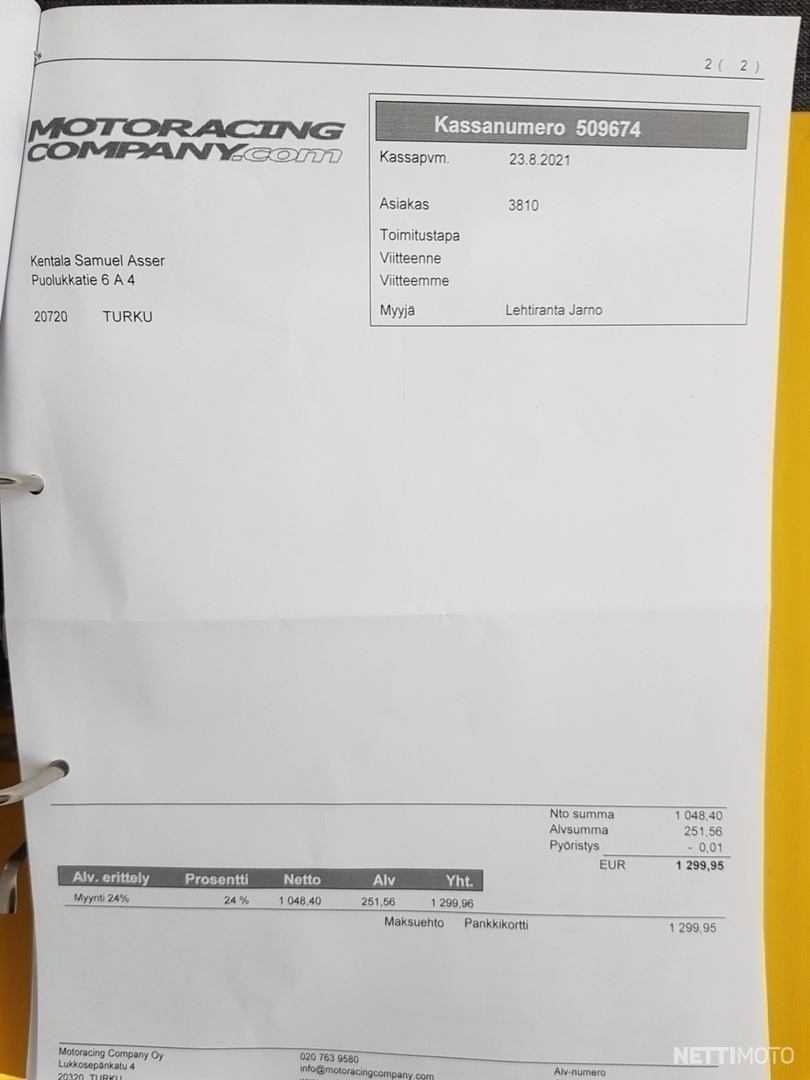 2 ( 2 )
MOTORACING
COMPANY.com
Kassanumero 509674
Kassapvm. 23.8.2021
Asiakas 3810
Toimitustapa
Viitteenne
Viitteemme
Myyjä Lehtiranta Jarno
Kentala Samuel Asser
Puolukkatie 6 A 4
20720 TURKU
Nto summa 1 048,40
Alvsumma 251,56
Pyöristys - 0,01
EUR 1 299,95
Alv. erittely Prosentti Netto Alv Yht.
Myynti 24% 24 % 1 048,40 251,56 1 299,96
Maksuehto Pankkikortti 1 299,95
Motoracing Company Oy 020 763 9580
Lukkosepänkatu 4 info@motoracingcompany.com Alv-numero
20320 TURKU
NETTIMOTO